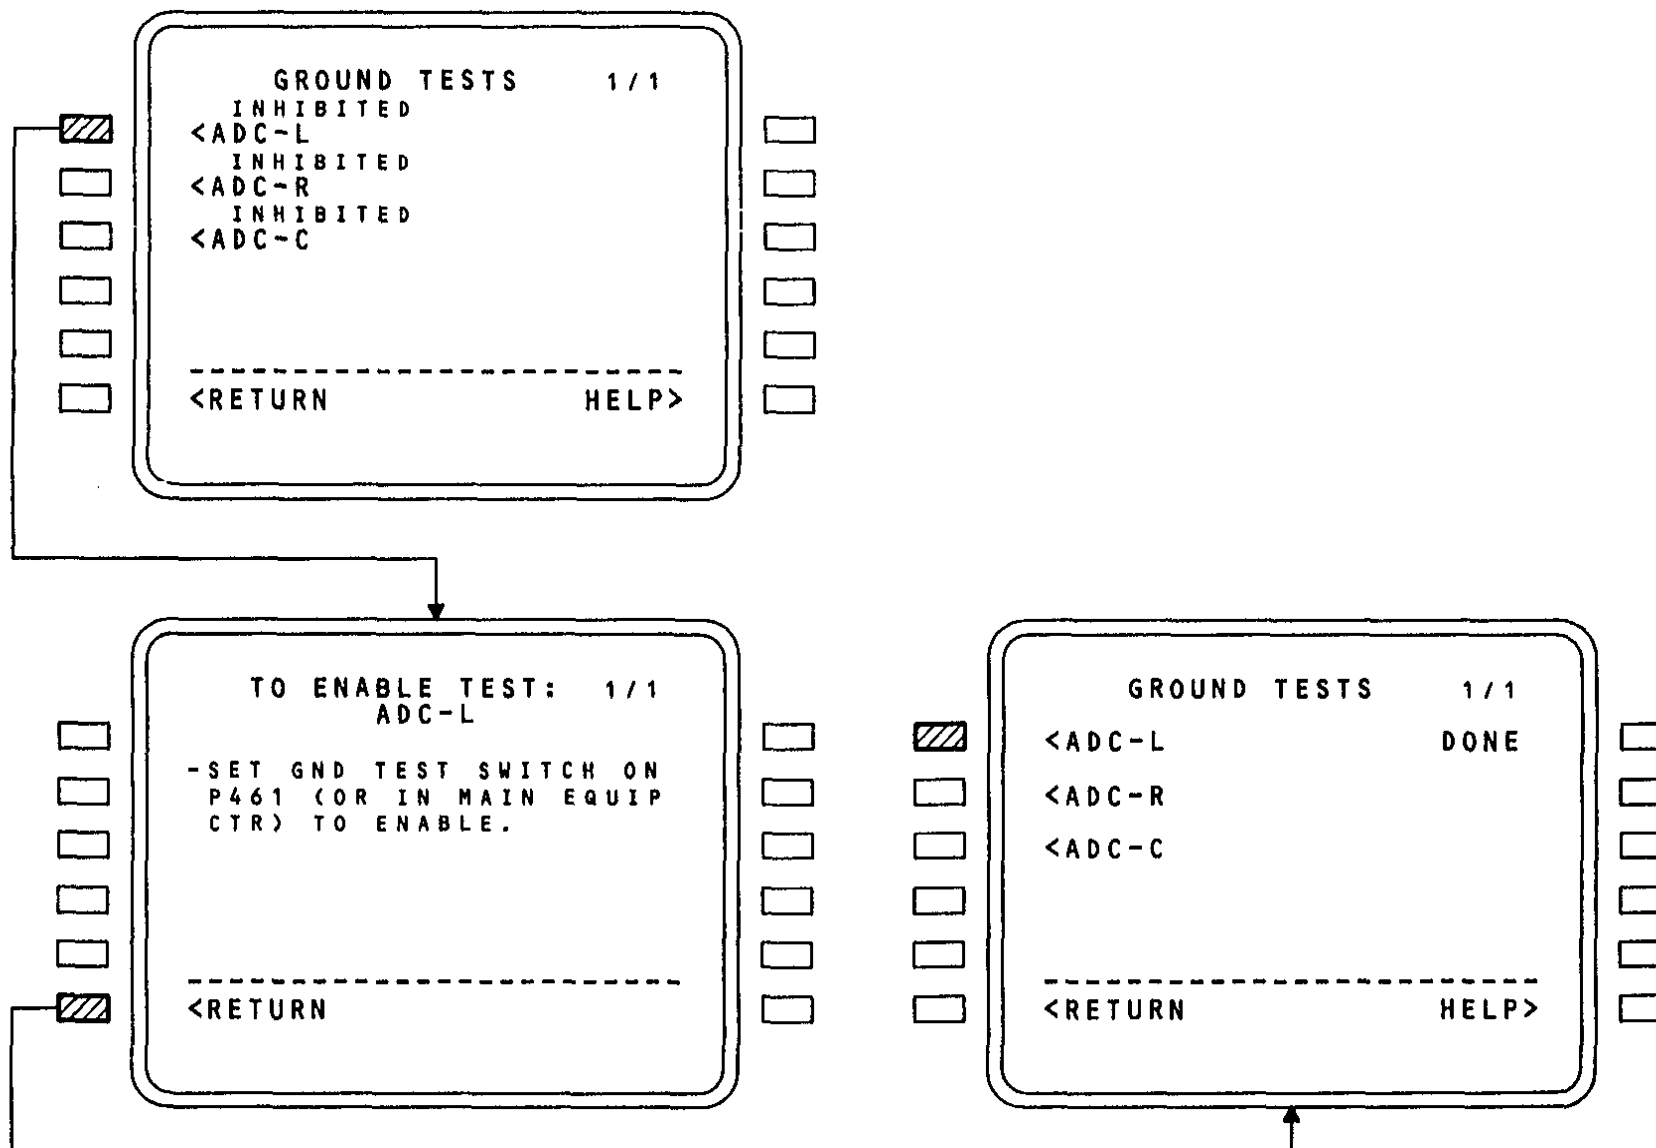 GROUND TESTS 1/1
INHIBITED
<ADC-L
INHIBITED
<ADC-R
INHIBITED
<ADC-C
<RETURN HELP>
TO ENABLE TEST: 1/1
ADC-L
-SET GND TEST SWITCH ON
P461 (OR IN MAIN EQUIP
CTR) TO ENABLE.
<RETURN
GROUND TESTS 1/1
<ADC-L DONE
<ADC-R
<ADC-C
<RETURN HELP>